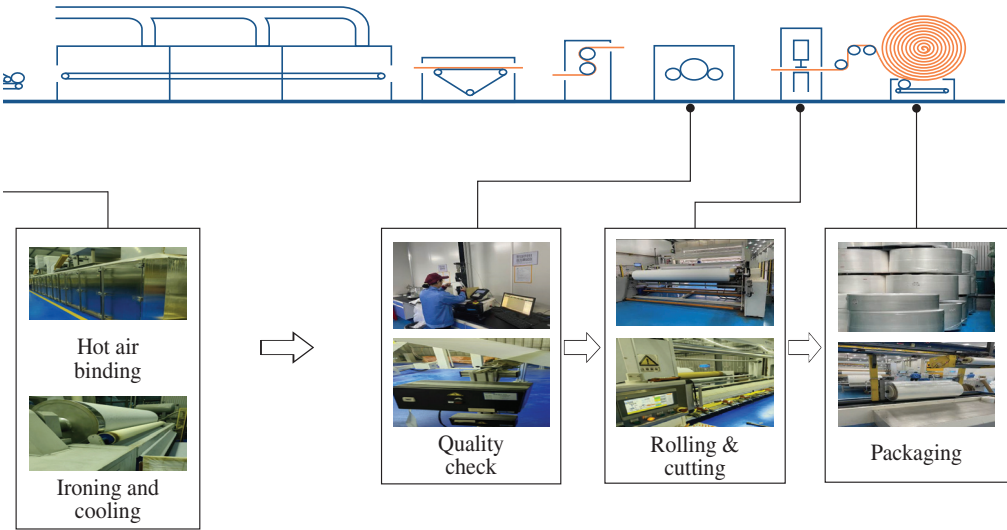 Hot air
binding
Ironing and
cooling
Quality
check
Rolling &
cutting
Packaging